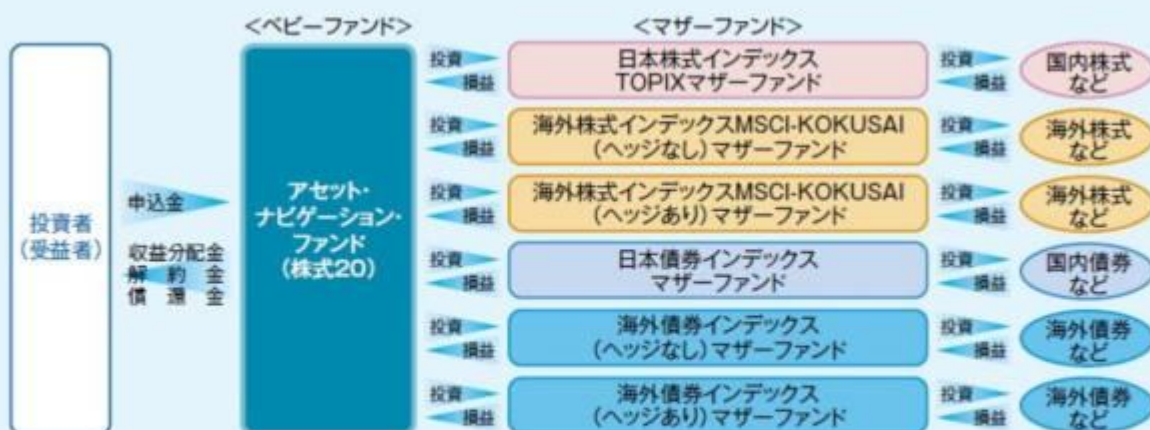 <ベビーファンド>
<マザーファンド>
投資者
(受益者)
申込金
収益分配金
解約金
償還金
アセット・
ナビゲーション・
ファンド
(株式20)
投資
損益
日本株式インデックス
TOPIXマザーファンド
投資
損益
国内株式
など
投資
損益
海外株式インデックスMSCI-KOKUSAI
(ヘッジなし)マザーファンド
投資
損益
海外株式
など
投資
損益
海外株式インデックスMSCI-KOKUSAI
(ヘッジあり)マザーファンド
投資
損益
海外株式
など
投資
損益
日本債券インデックス
マザーファンド
投資
損益
国内債券
など
投資
損益
海外債券インデックス
(ヘッジなし)マザーファンド
投資
損益
海外債券
など
投資
損益
海外債券インデックス
(ヘッジあり)マザーファンド
投資
損益
海外債券
など